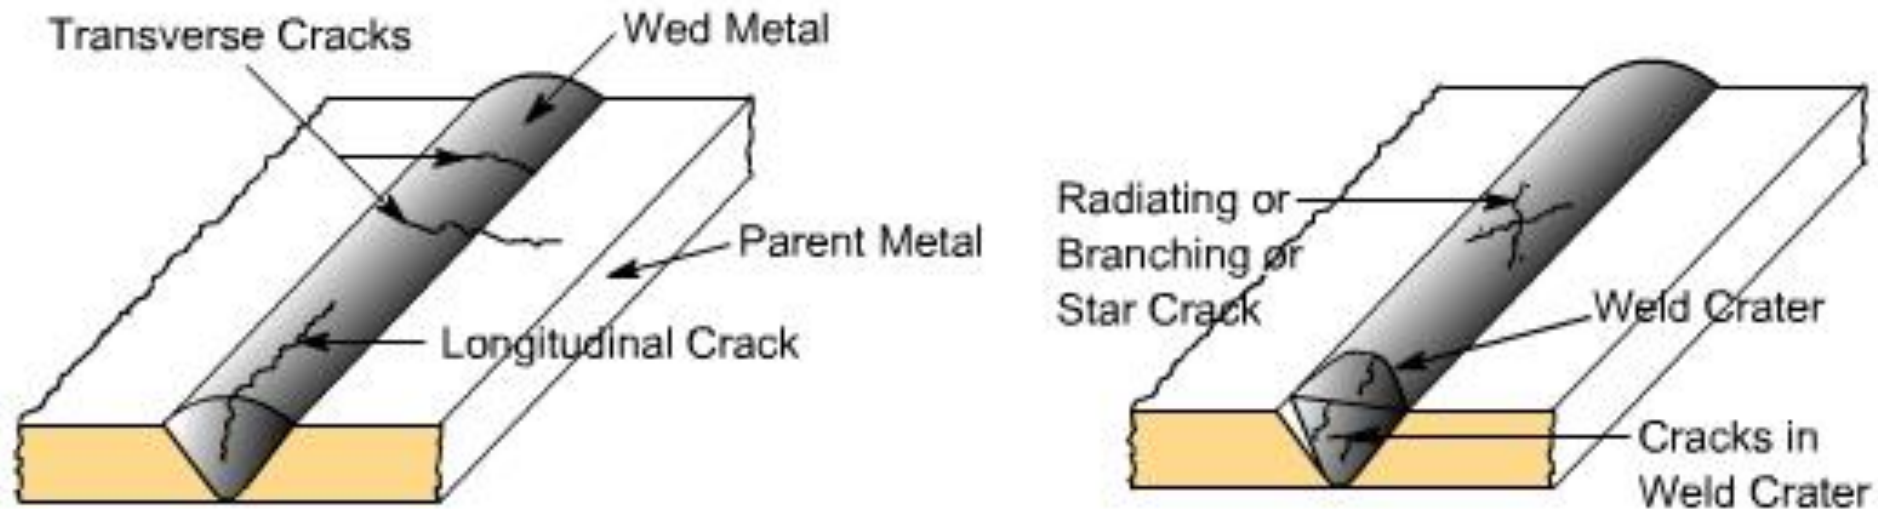 Transverse Cracks
Wed Metal
Parent Metal
Longitudinal Crack
Radiating or
Branching or
Star Crack
Weld Crater
Cracks in
Weld Crater